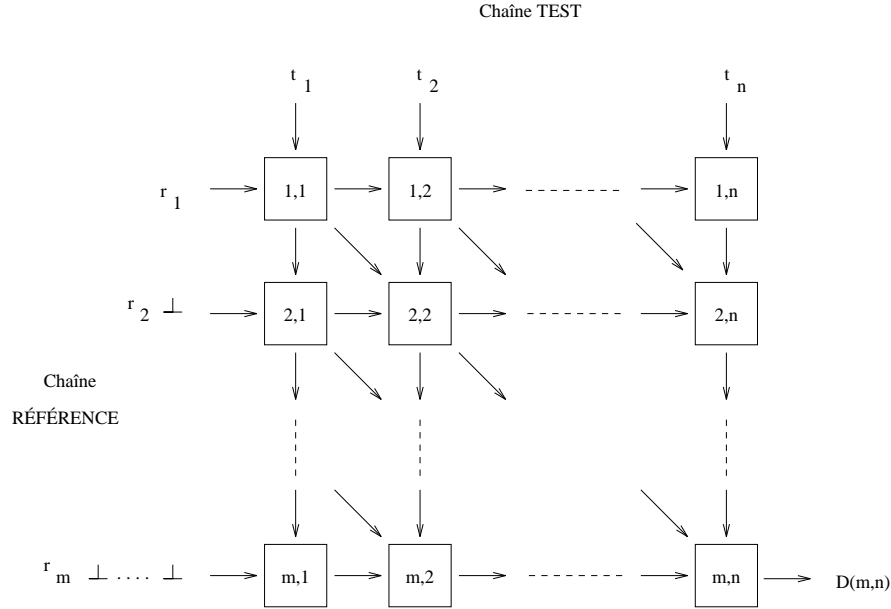 Chaîne TEST
t 1 t 2 t n
r 1 1,1 1,2 1,n
r 2 ⊥ 2,1 2,2 2,n
Chaîne
RÉFÉRENCE
r m ⊥ .... ⊥ m,1 m,2 m,n D(m,n)